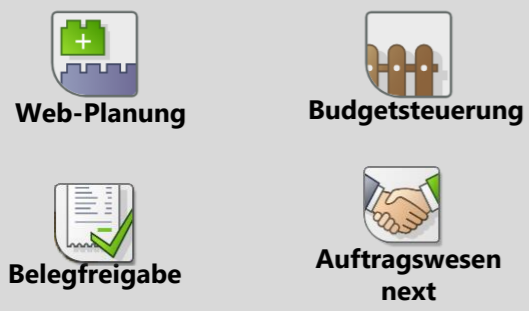 Web-Planung
Budgetsteuerung
Belegfreigabe
Auftragswesen
next